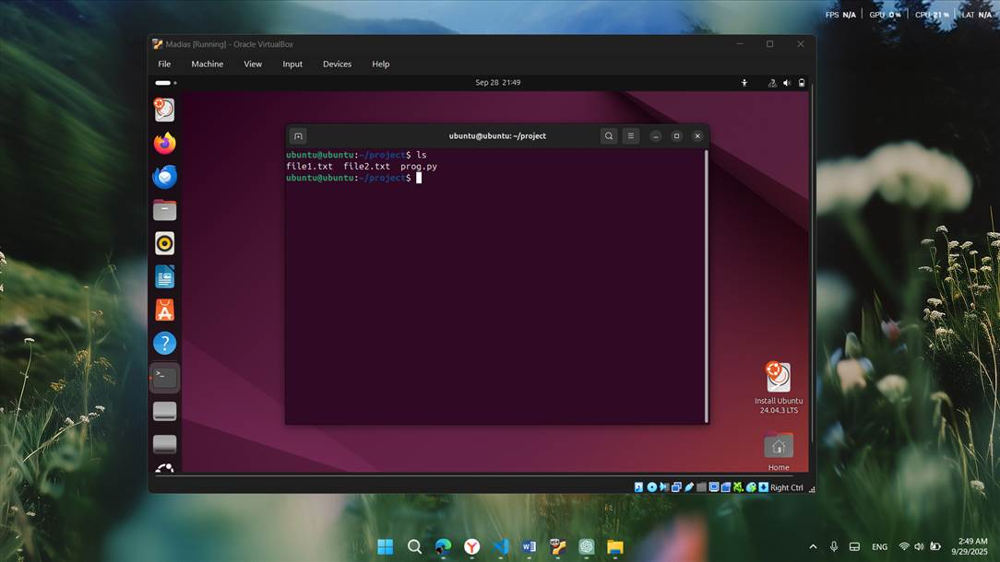 FPS N/A GPU 0 % CPU 21 % LAT N/A
Madias [Running] - Oracle VirtualBox
File Machine View Input Devices Help
Sep 28 21:49
ubuntu@ubuntu: ~/project
ubuntu@ubuntu:~/project$ ls
file1.txt file2.txt prog.py
ubuntu@ubuntu:~/project$
Install Ubuntu
24.04.3 LTS
Home
Right Ctrl
ENG
2:49 AM
9/29/2025